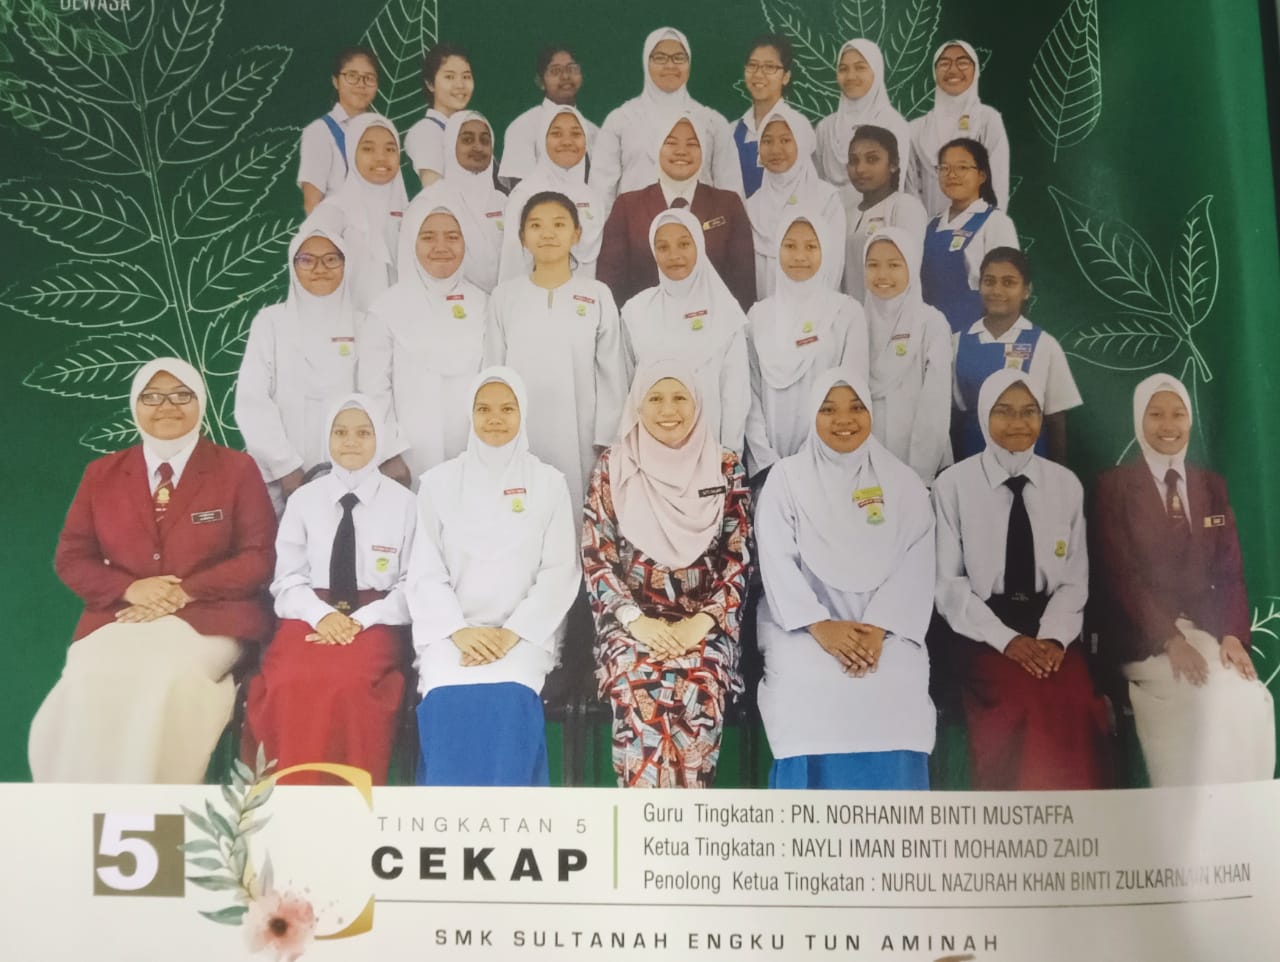 DEWASA
5
TINGKATAN 5
CEKAP
Guru Tingkatan : PN. NORHANIM BINTI MUSTAFFA
Ketua Tingkatan : NAYLI IMAN BINTI MOHAMAD ZAIDI
Penolong Ketua Tingkatan : NURUL NAZURAH KHAN BINTI ZULKARNAIN KHAN
SMK SULTANAH ENGKU TUN AMINAH